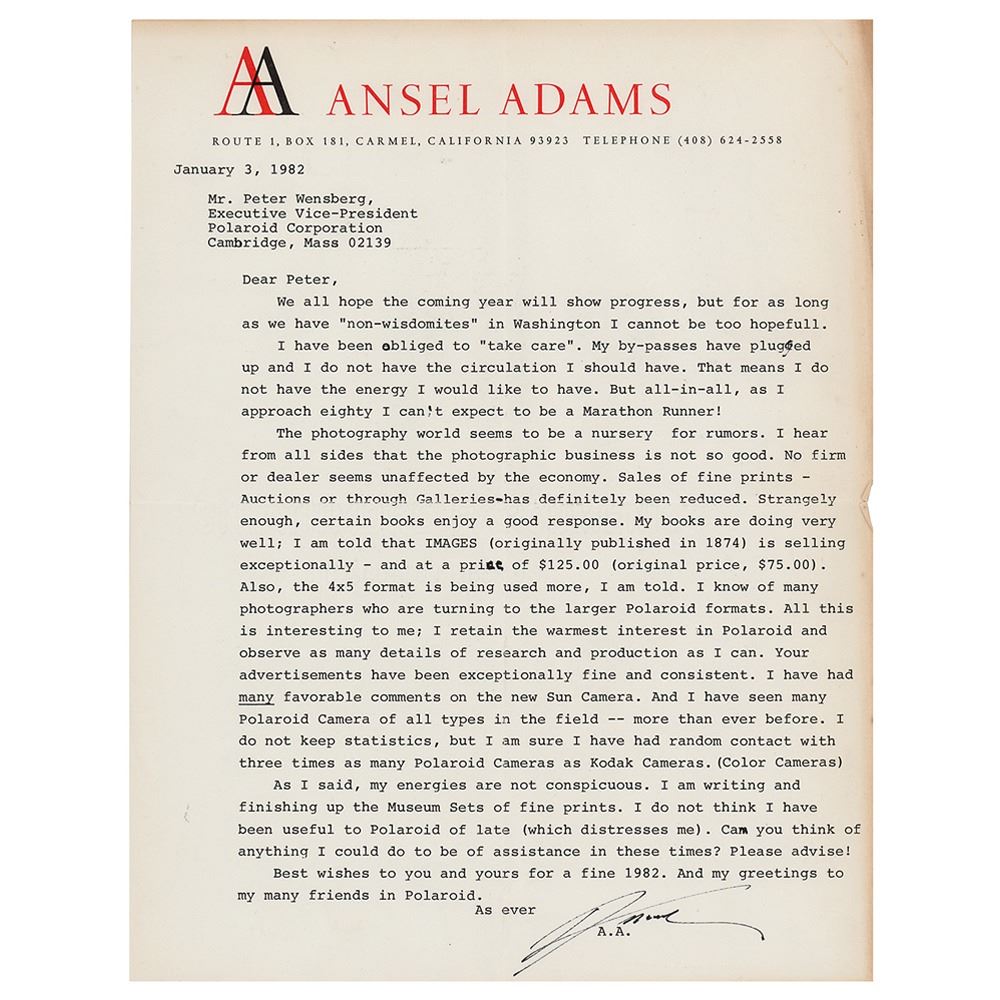 AA ANSEL ADAMS
ROUTE 1, BOX 181, CARMEL, CALIFORNIA 93923 TELEPHONE (408) 624-2558
January 3, 1982
Mr. Peter Wensberg,
Executive Vice-President
Polaroid Corporation
Cambridge, Mass 02139
Dear Peter,
We all hope the coming year will show progress, but for as long
as we have "non-wisdomites" in Washington I cannot be too hopefull.
I have been obliged to "take care". My by-passes have plugged
up and I do not have the circulation I should have. That means I do
not have the energy I would like to have. But all-in-all, as I
approach eighty I can't expect to be a Marathon Runner!
The photography world seems to be a nursery for rumors. I hear
from all sides that the photographic business is not so good. No firm
or dealer seems unaffected by the economy. Sales of fine prints -
Auctions or through Galleries-has definitely been reduced. Strangely
enough, certain books enjoy a good response. My books are doing very
well; I am told that IMAGES (originally published in 1874) is selling
exceptionally - and at a price of $125.00 (original price, $75.00).
Also, the 4x5 format is being used more, I am told. I know of many
photographers who are turning to the larger Polaroid formats. All this
is interesting to me; I retain the warmest interest in Polaroid and
observe as many details of research and production as I can. Your
advertisements have been exceptionally fine and consistent. I have had
many favorable comments on the new Sun Camera. And I have seen many
Polaroid Camera of all types in the field -- more than ever before. I
do not keep statistics, but I am sure I have had random contact with
three times as many Polaroid Cameras as Kodak Cameras. (Color Cameras)
As I said, my energies are not conspicuous. I am writing and
finishing up the Museum Sets of fine prints. I do not think I have
been useful to Polaroid of late (which distresses me). Can you think of
anything I could do to be of assistance in these times? Please advise!
Best wishes to you and yours for a fine 1982. And my greetings to
my many friends in Polaroid.
As ever
Ansel
A.A.